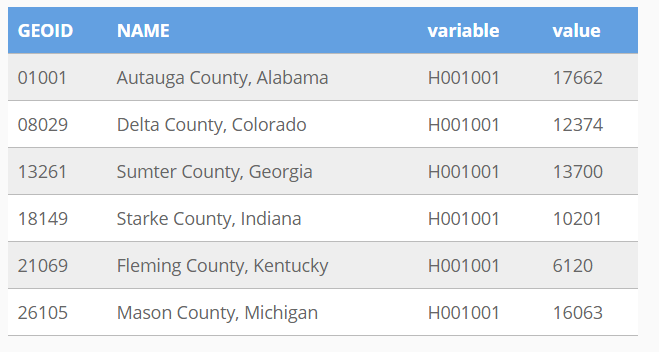 GEOID NAME variable value
01001 Autauga County, Alabama H001001 17662
08029 Delta County, Colorado H001001 12374
13261 Sumter County, Georgia H001001 13700
18149 Starke County, Indiana H001001 10201
21069 Fleming County, Kentucky H001001 6120
26105 Mason County, Michigan H001001 16063